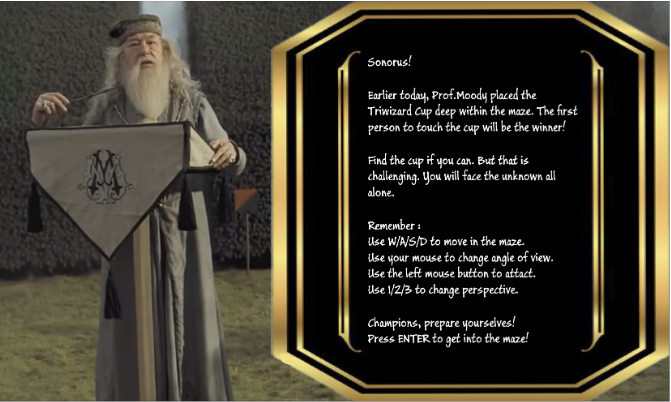 Sonorus!
Earlier today, Prof.Moody placed the
Triwizard Cup deep within the maze. The first
person to touch the cup will be the winner!
Find the cup if you can. But that is
challenging. You will face the unknown all
alone.
Remember :
Use W/A/S/D to move in the maze.
Use your mouse to change angle of view.
Use the left mouse button to attact.
Use 1/2/3 to change perspective.
Champions, prepare yourselves!
Press ENTER to get into the maze!